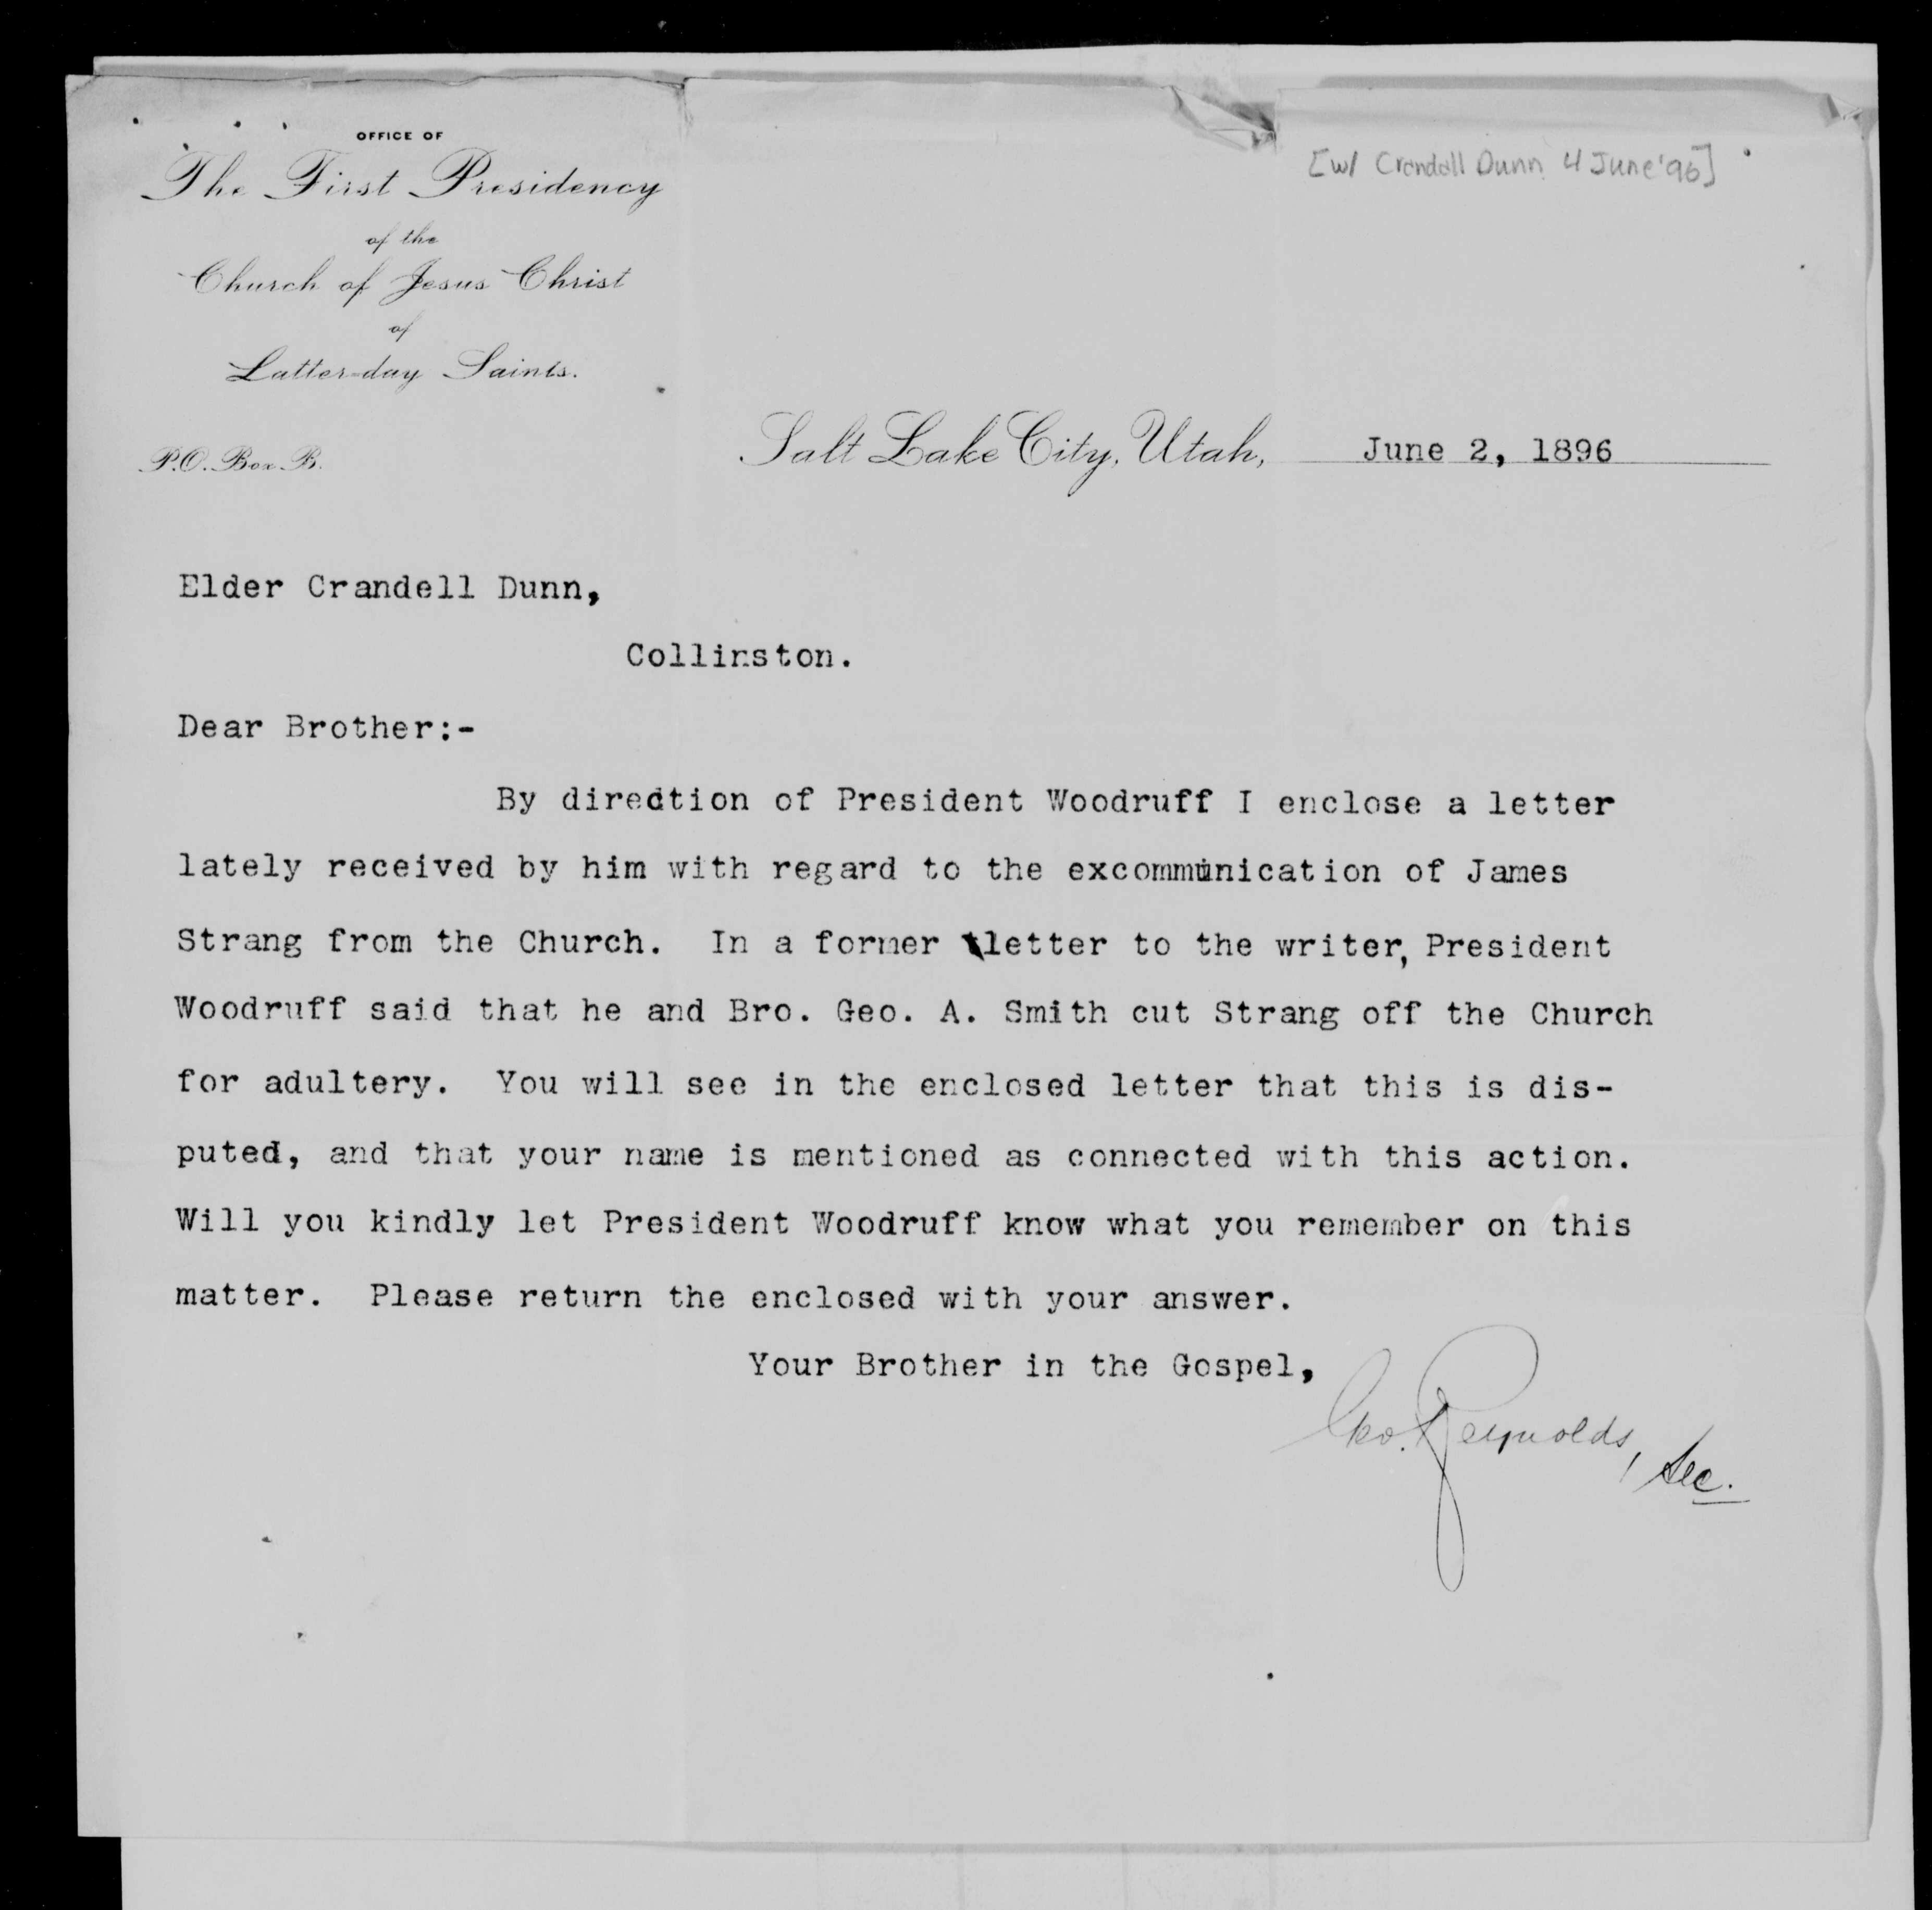 OFFICE OF
The First Presidency
of the
Church of Jesus Christ
of
Latter-day Saints.
P.O. Box B.
[w/ Crandall Dunn 4 June '96]
Salt Lake City, Utah, June 2, 1896
Elder Crandell Dunn,
Collinston.
Dear Brother:-
By diredtion of President Woodruff I enclose a letter
lately received by him with regard to the excommunication of James
Strang from the Church. In a former letter to the writer, President
Woodruff said that he and Bro. Geo. A. Smith cut Strang off the Church
for adultery. You will see in the enclosed letter that this is dis-
puted, and that your name is mentioned as connected with this action.
Will you kindly let President Woodruff know what you remember on this
matter. Please return the enclosed with your answer.
Your Brother in the Gospel,
Geo. Reynolds, Sec.